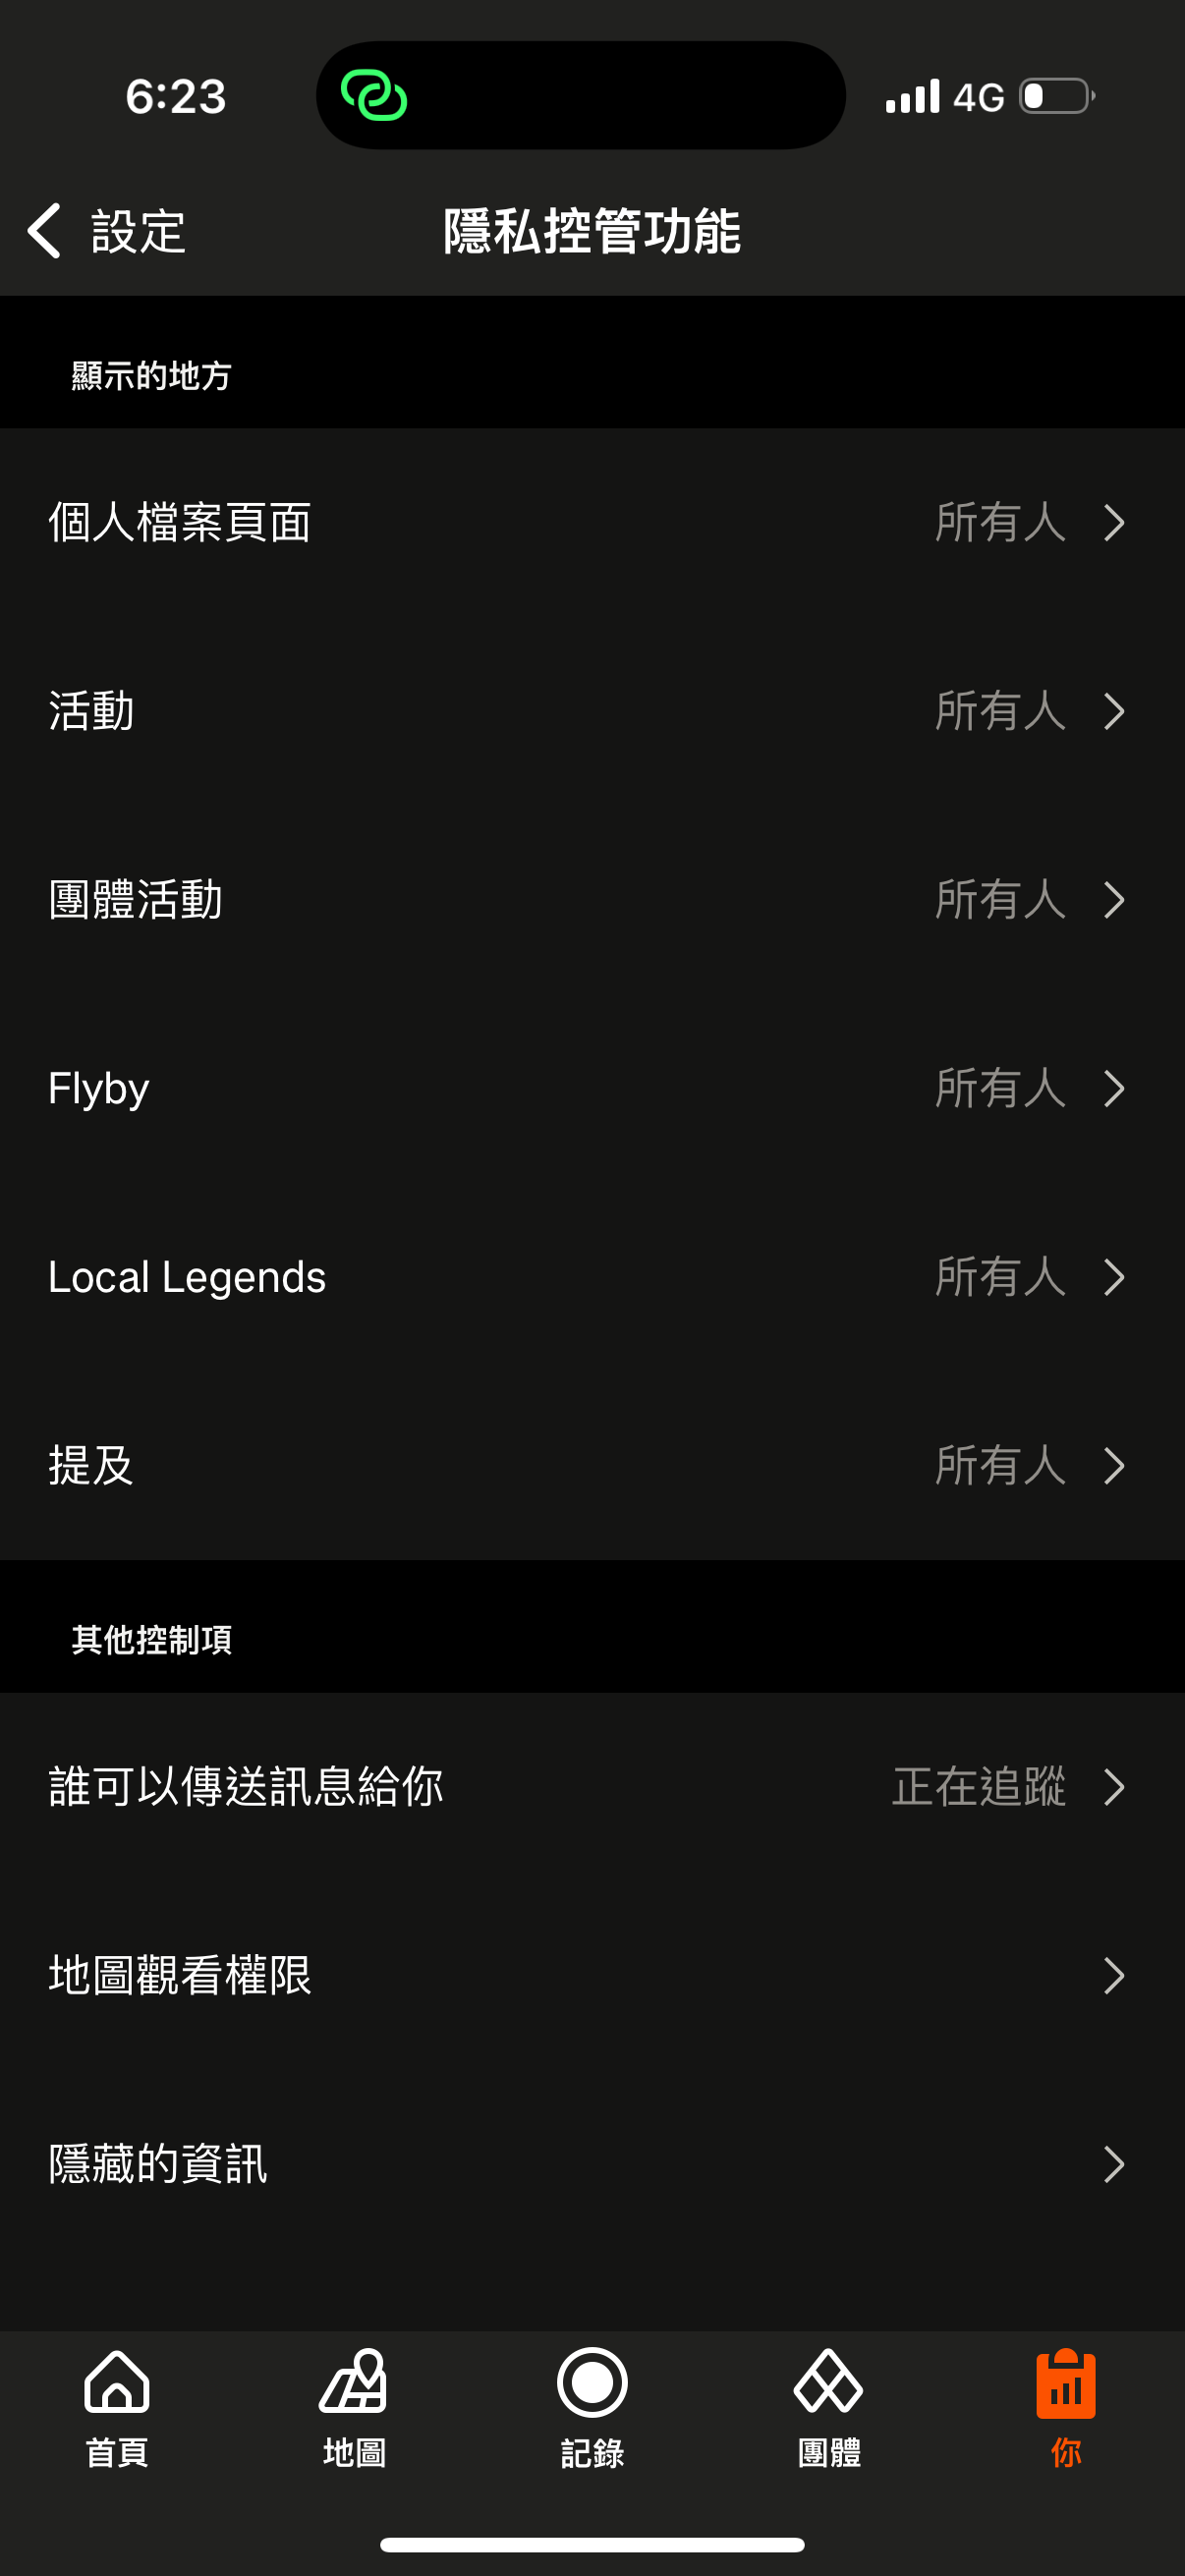 6:23
4G
設定
隱私控管功能
顯示的地方
個人檔案頁面 所有人
活動 所有人
團體活動 所有人
Flyby 所有人
Local Legends 所有人
提及 所有人
其他控制項
誰可以傳送訊息給你 正在追蹤
地圖觀看權限
隱藏的資訊
首頁 地圖 記錄 團體 你